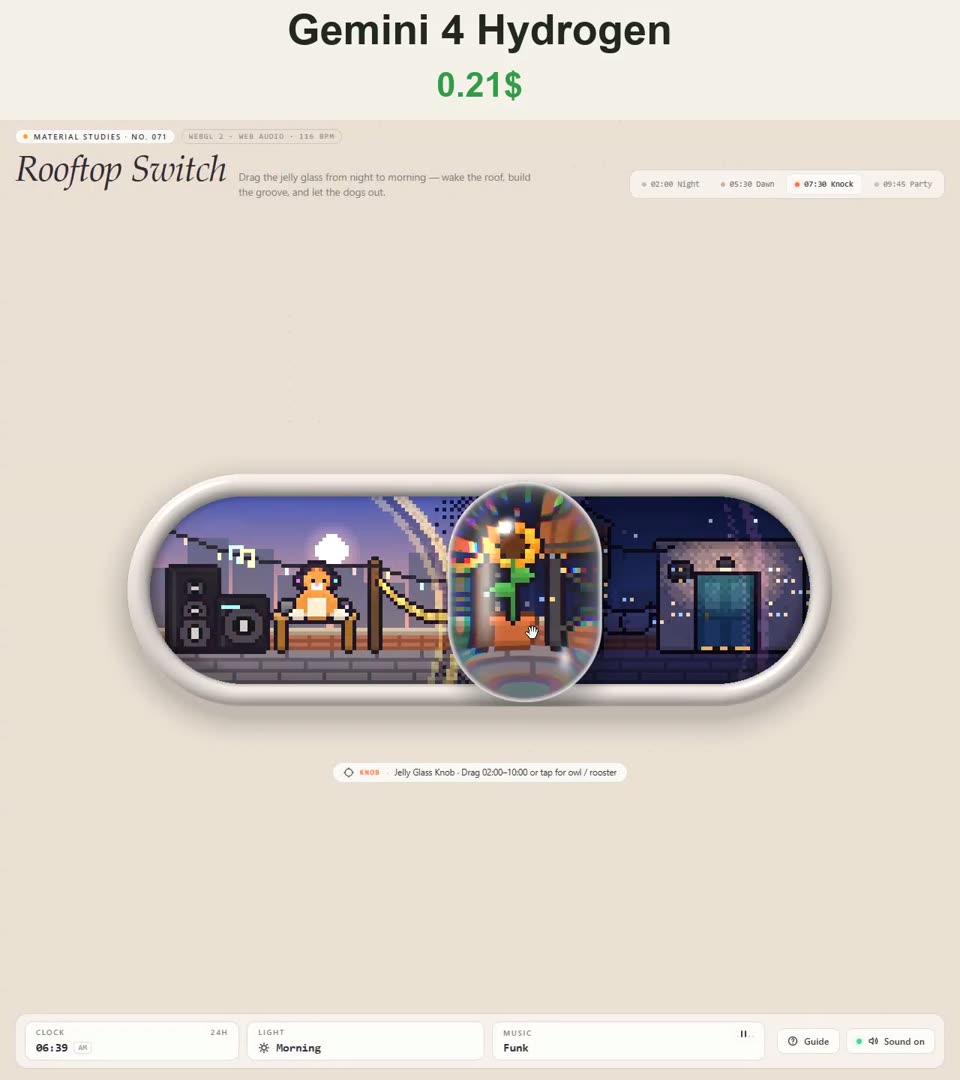 Gemini 4 Hydrogen
0.21$
MATERIAL STUDIES · NO. 071
WEBGL 2 · WEB AUDIO · 116 BPM
Rooftop Switch
Drag the jelly glass from night to morning — wake the roof, build
the groove, and let the dogs out.
02:00 Night
05:30 Dawn
07:30 Knock
09:45 Party
KNOB · Jelly Glass Knob · Drag 02:00–10:00 or tap for owl / rooster
CLOCK
24H
06:39 AM
LIGHT
Morning
MUSIC
Funk
Guide
Sound on